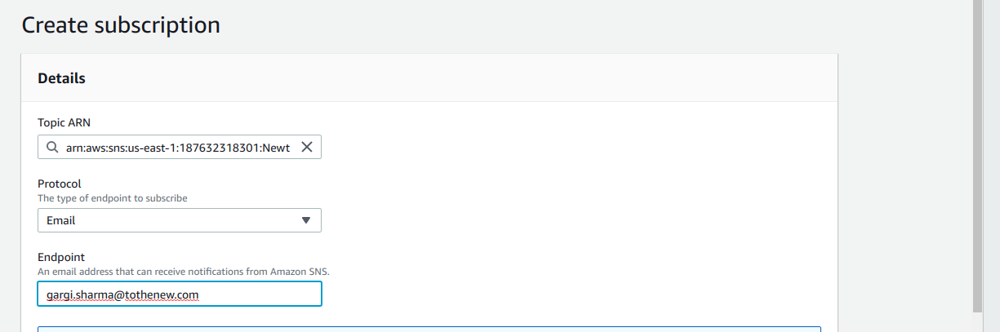 Create subscription
Details
Topic ARN
arn:aws:sns:us-east-1:187632318301:Newt
Protocol
The type of endpoint to subscribe
Email
Endpoint
An email address that can receive notifications from Amazon SNS.
gargi.sharma@tothenew.com